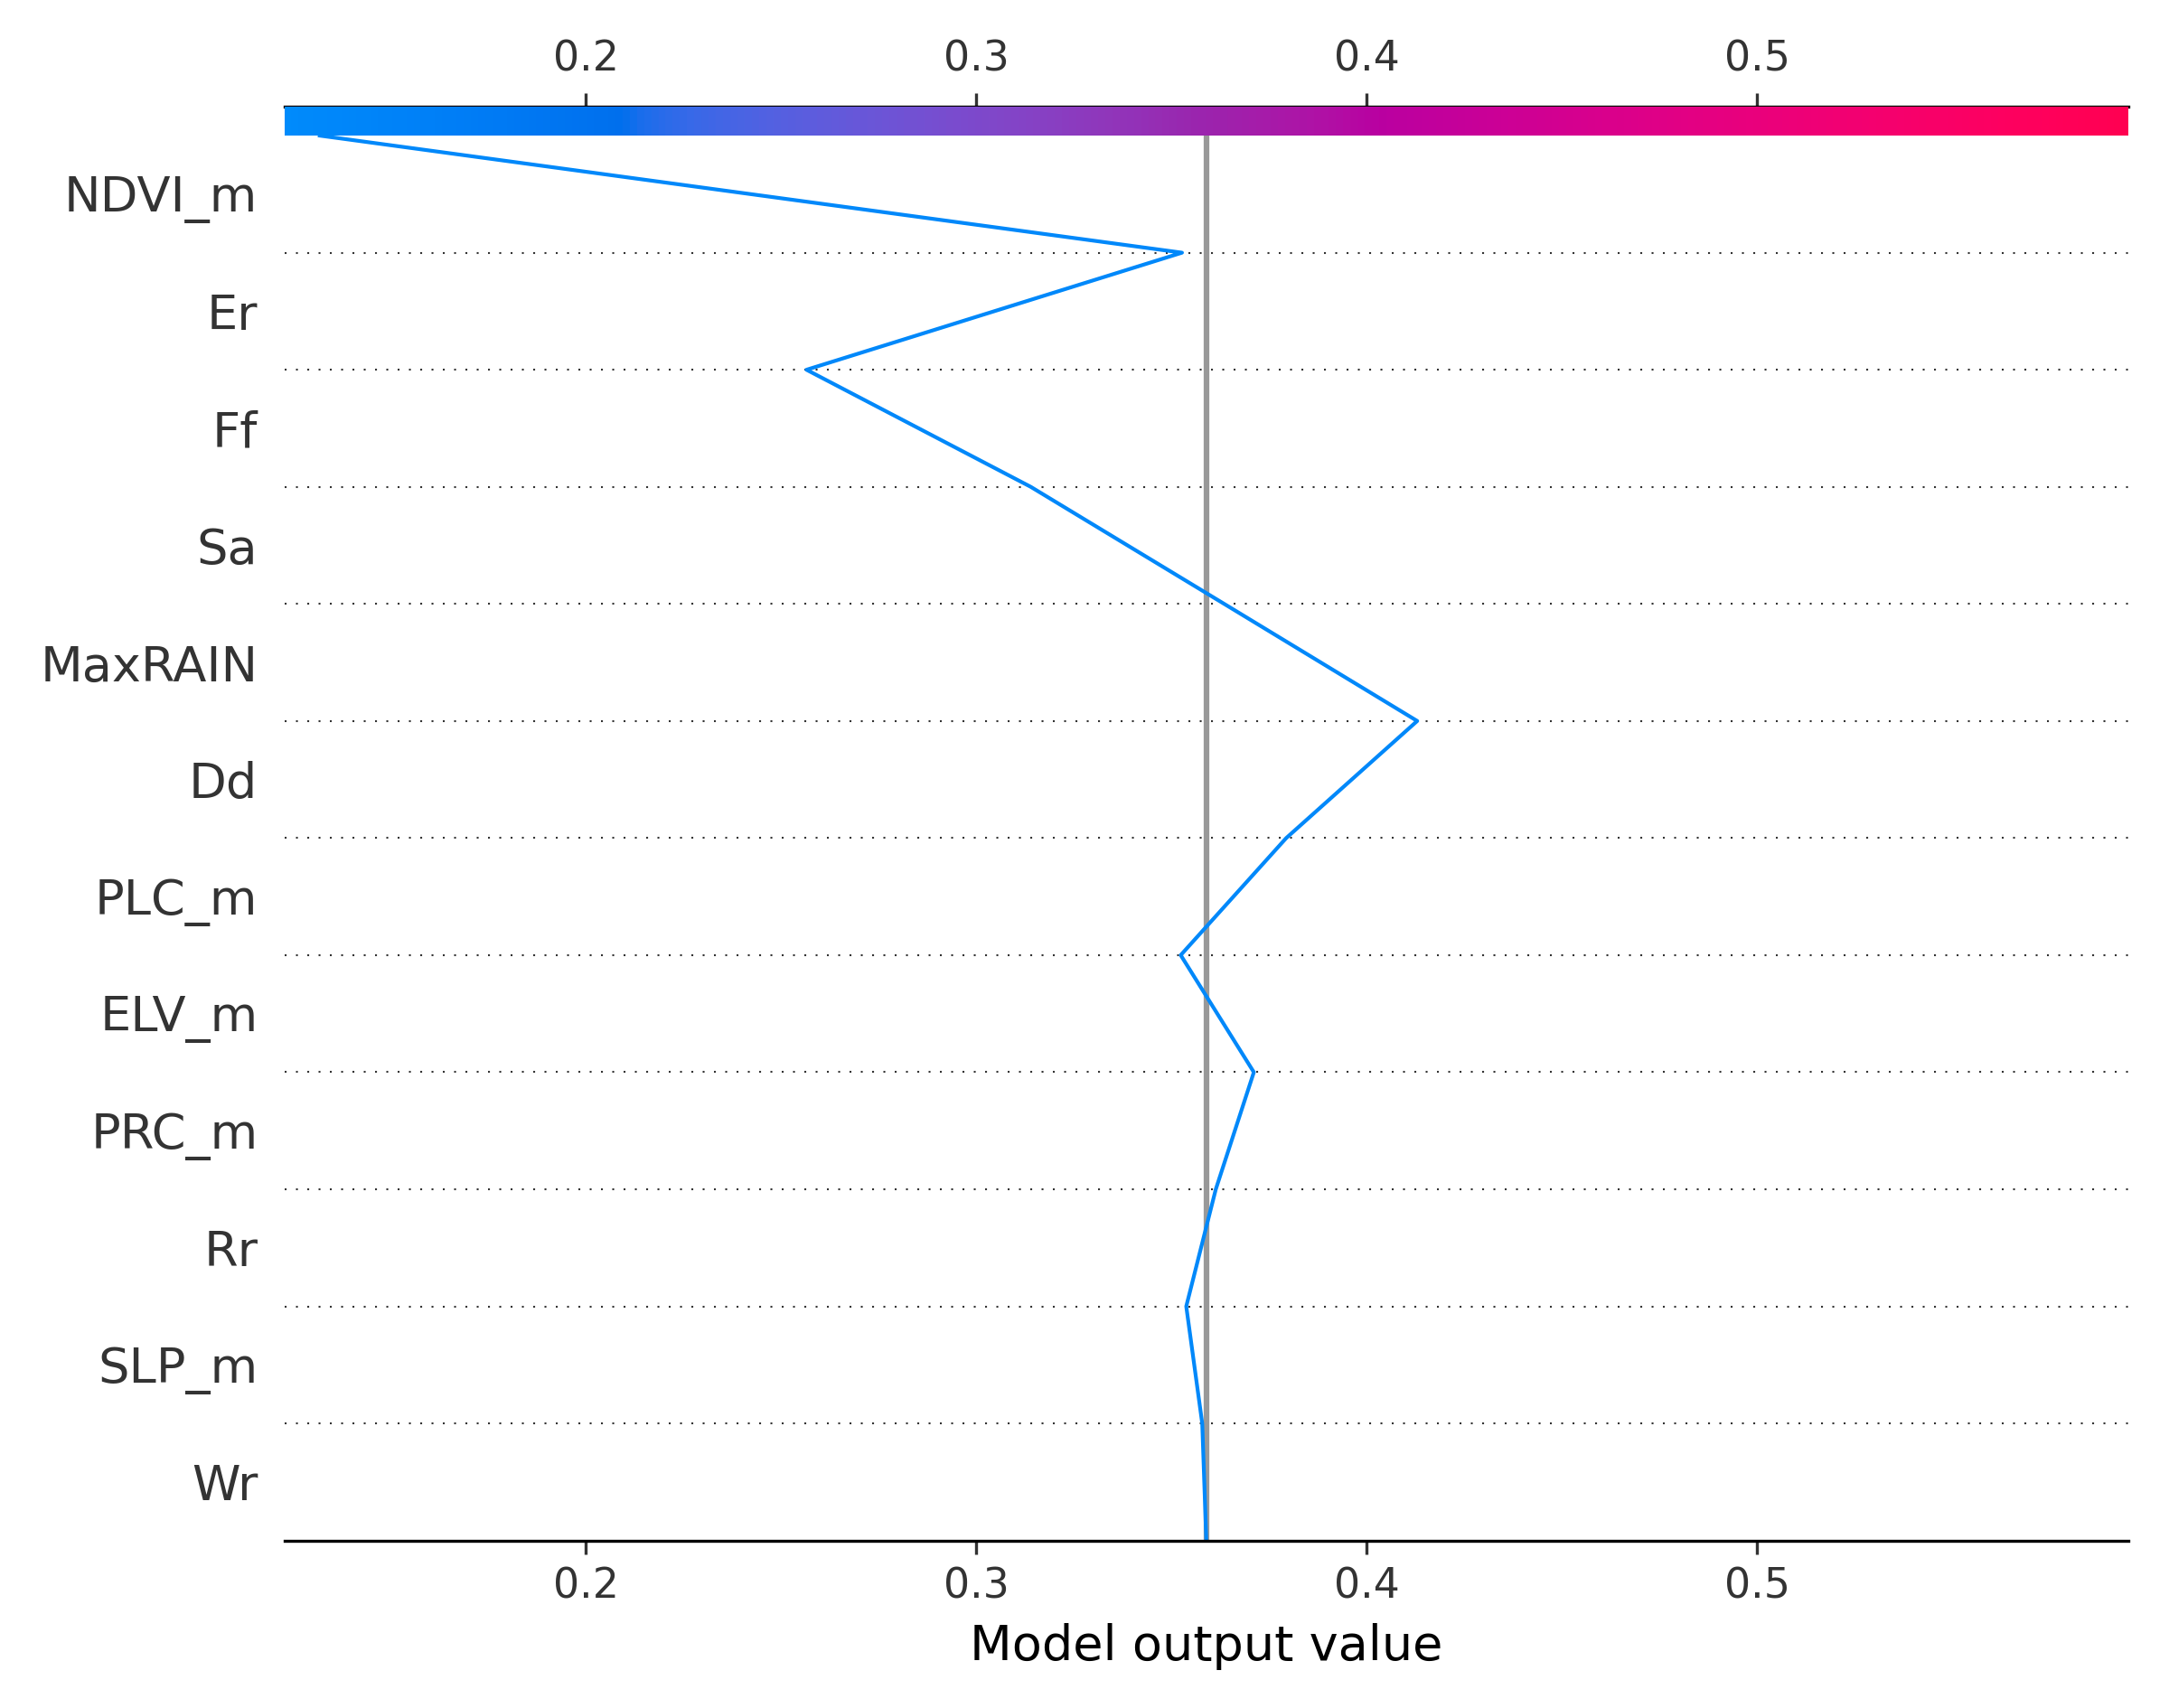 0.2 0.3 0.4 0.5
NDVI_m
Er
Ff
Sa
MaxRAIN
Dd
PLC_m
ELV_m
PRC_m
Rr
SLP_m
Wr
0.2 0.3 0.4 0.5
Model output value